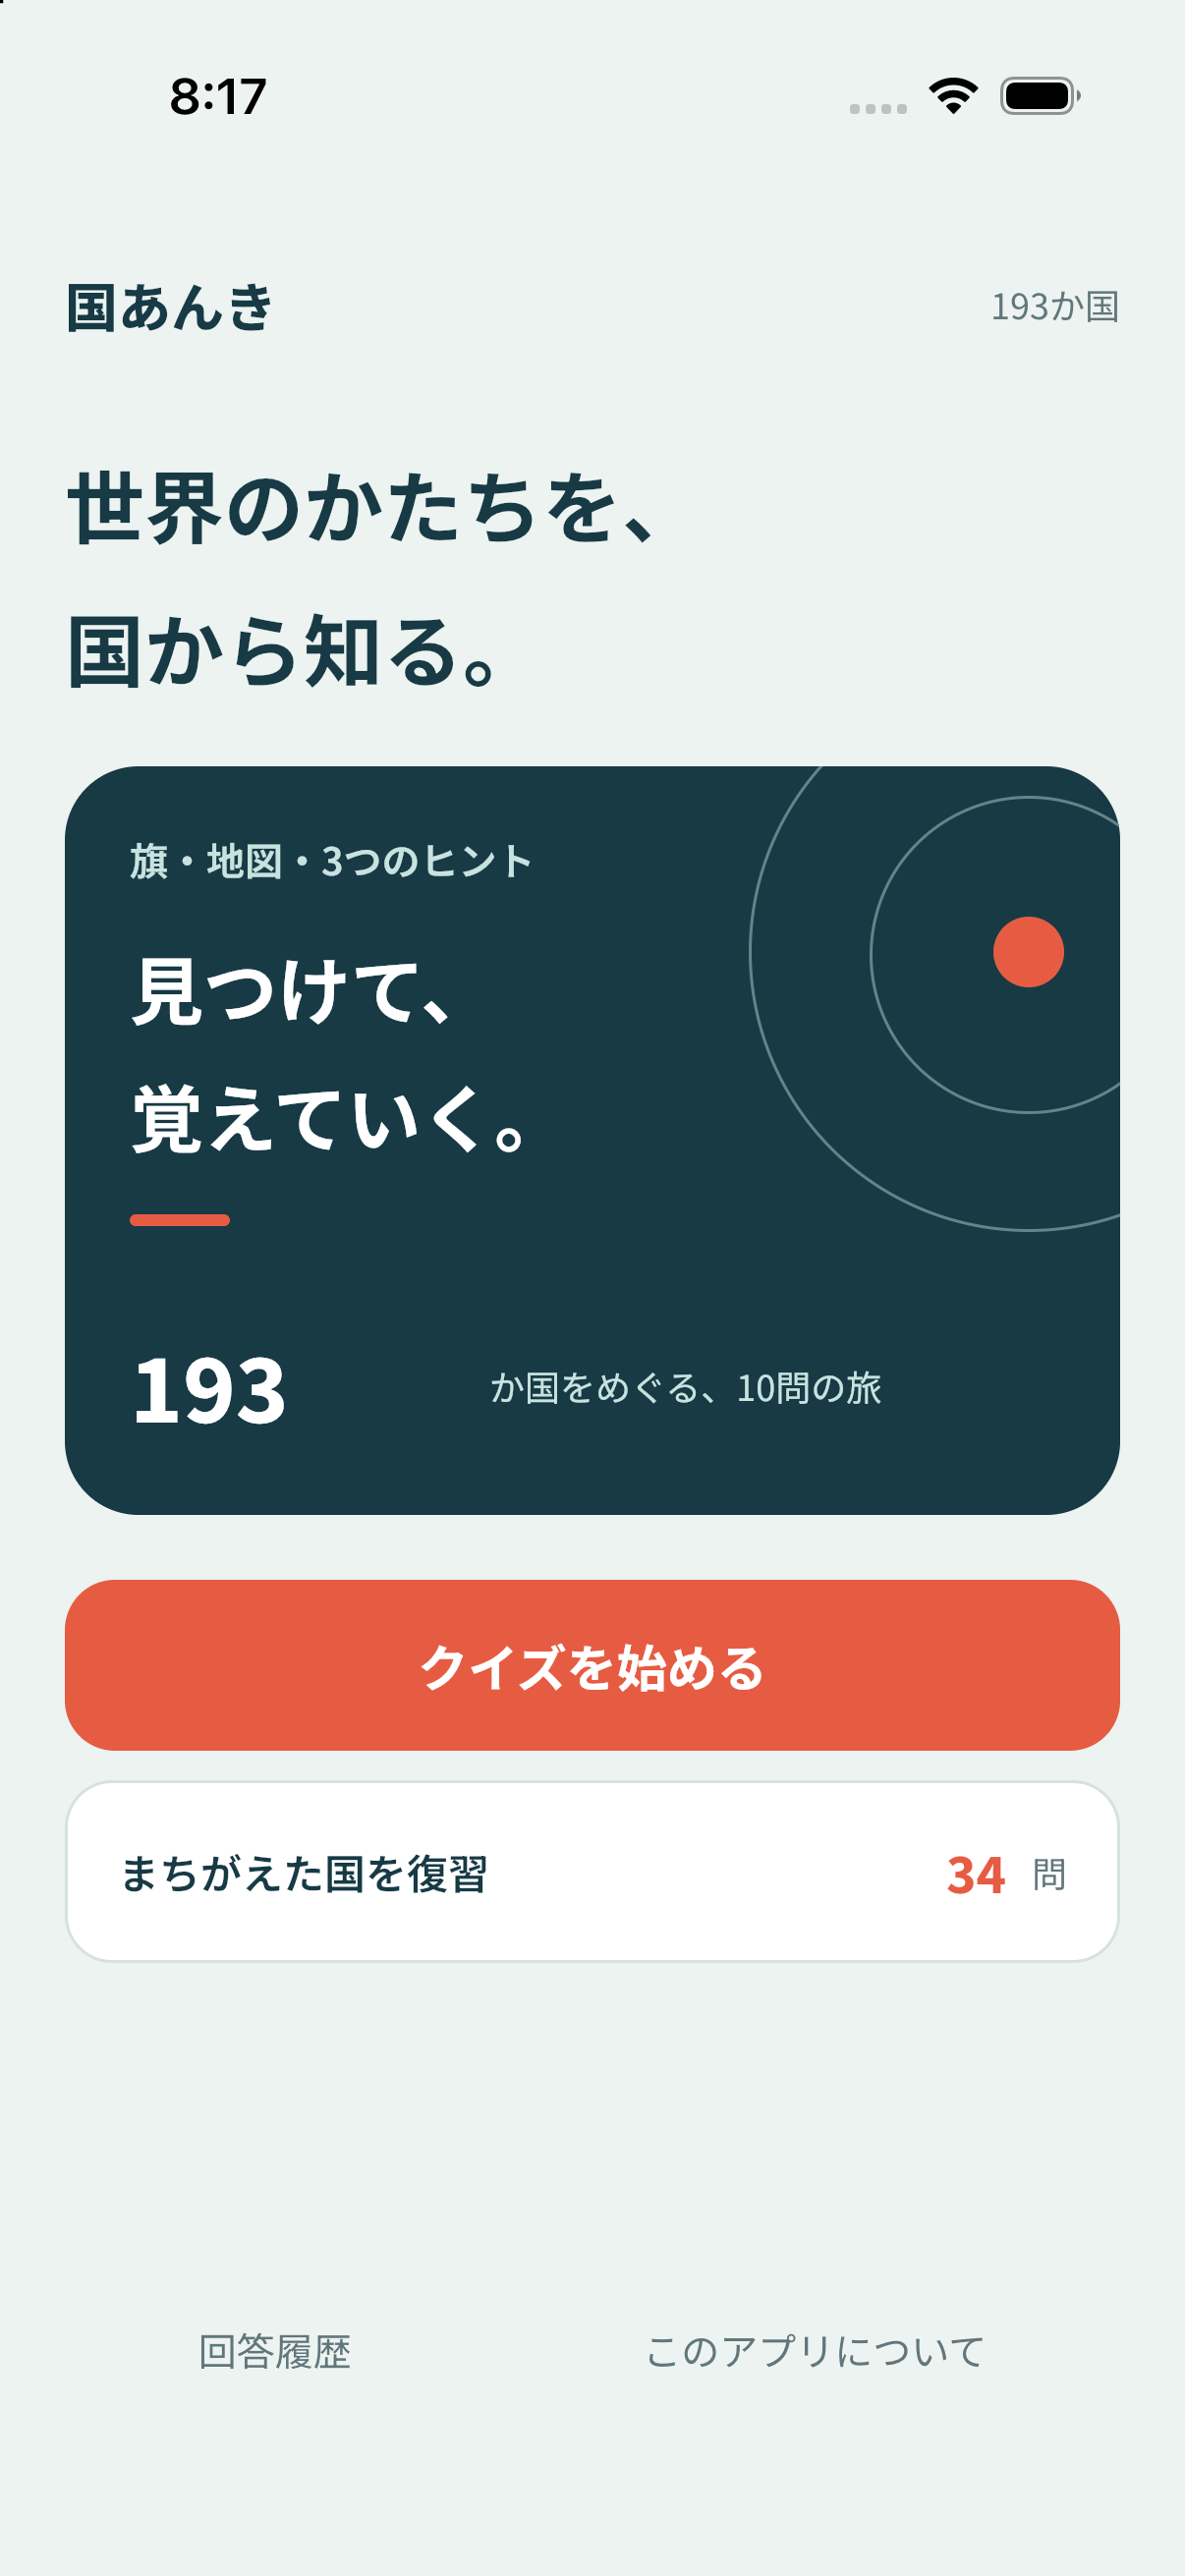 8:17
国あんき
193か国
世界のかたちを、
国から知る。
旗・地図・3つのヒント
見つけて、
覚えていく。
193 か国をめぐる、10問の旅
クイズを始める
まちがえた国を復習 34 問
回答履歴 このアプリについて